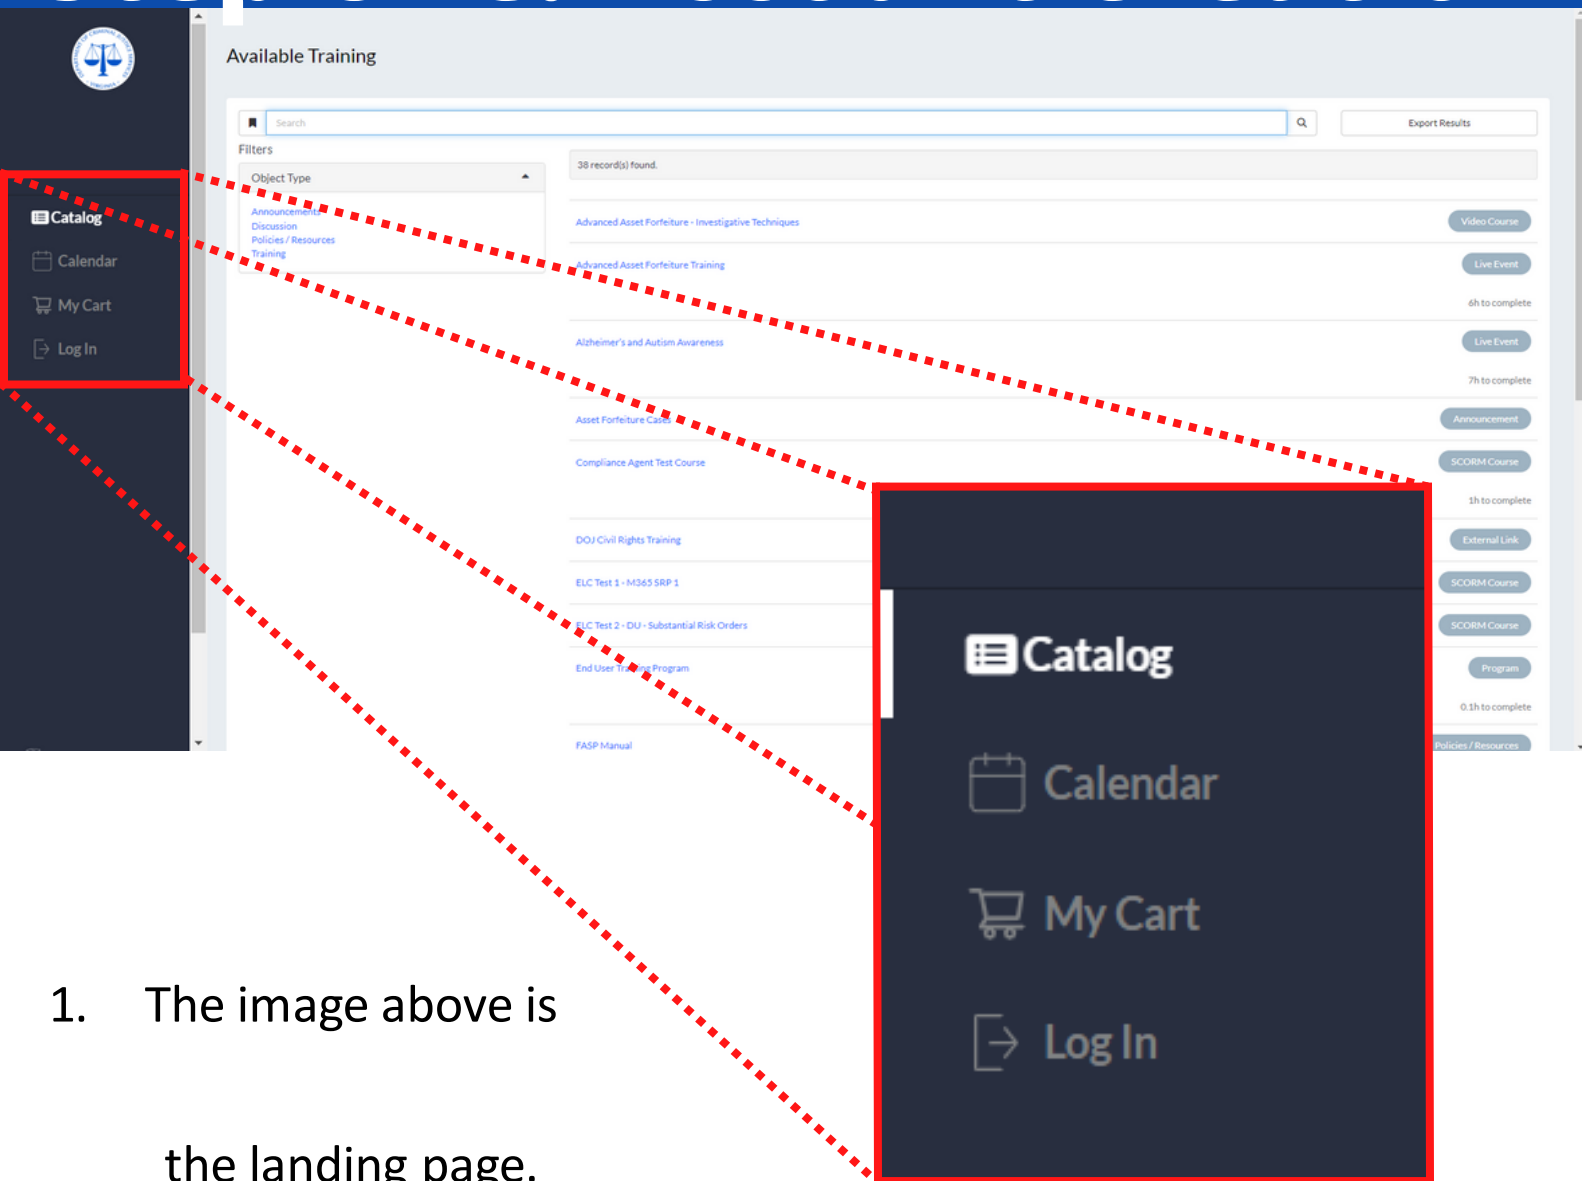 Available Training
Search
Export Results
Filters
38 record(s) found.
Object Type
Announcements
Discussion
Policies / Resources
Training
Catalog
Calendar
My Cart
Log In
Advanced Asset Forfeiture - Investigative Techniques
Video Course
Advanced Asset Forfeiture Training
Live Event
6h to complete
Alzheimer's and Autism Awareness
Live Event
7h to complete
Asset Forfeiture Cases
Announcement
Compliance Agent Test Course
SCORM Course
1h to complete
DOJ Civil Rights Training
External Link
ELC Test 1 - M365 SRP 1
SCORM Course
ELC Test 2 - DU - Substantial Risk Orders
SCORM Course
End User Training Program
Program
0.1h to complete
FASP Manual
Policies / Resources
Catalog
Calendar
My Cart
Log In
1. The image above is
the landing page.